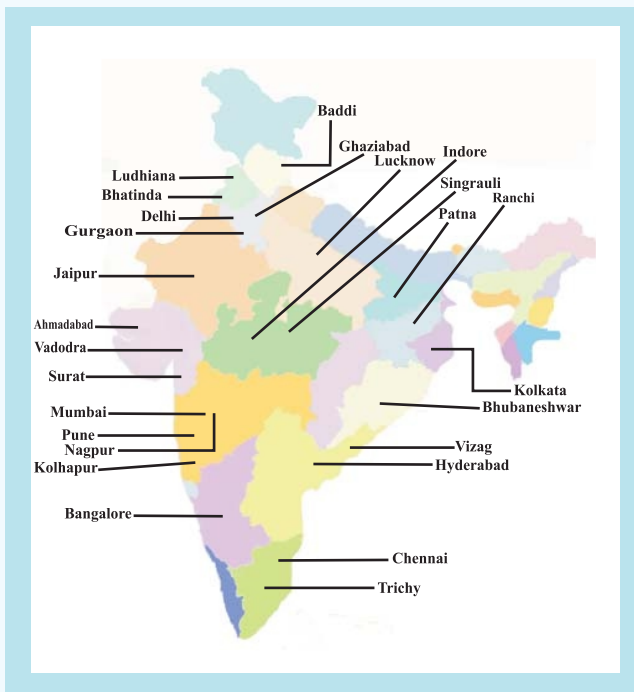 Baddi
Ghaziabad
Lucknow
Indore
Ludhiana
Singrauli
Bhatinda
Ranchi
Delhi
Patna
Gurgaon
Jaipur
Ahmadabad
Vadodra
Surat
Kolkata
Mumbai
Bhubaneshwar
Pune
Vizag
Nagpur
Kolhapur
Hyderabad
Bangalore
Chennai
Trichy